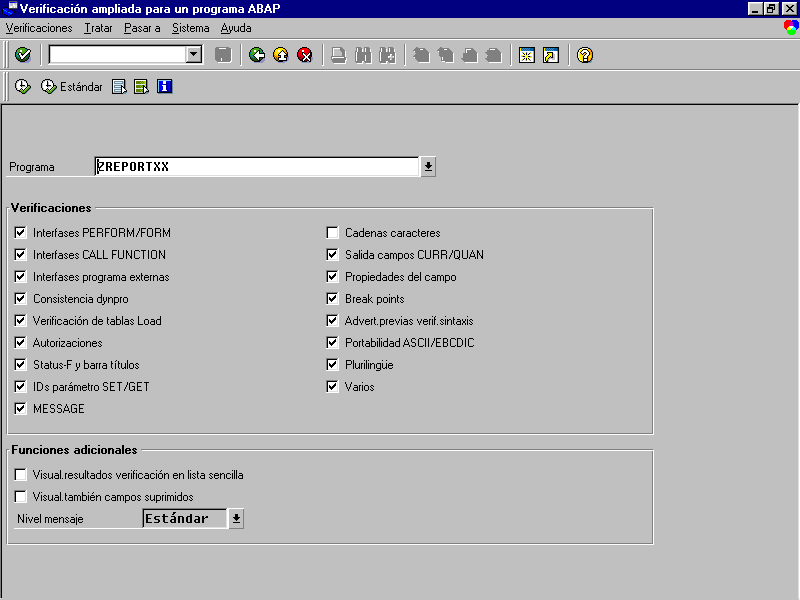 Verificación ampliada para un programa ABAP
Verificaciones Tratar Pasar a Sistema Ayuda
Estándar
Programa ZREPORTXX
Verificaciones
Interfases PERFORM/FORM Cadenas caracteres
Interfases CALL FUNCTION Salida campos CURR/QUAN
Interfases programa externas Propiedades del campo
Consistencia dynpro Break points
Verificación de tablas Load Advert.previas verif.sintaxis
Autorizaciones Portabilidad ASCII/EBCDIC
Status-F y barra títulos Plurilingüe
IDs parámetro SET/GET Varios
MESSAGE
Funciones adicionales
Visual.resultados verificación en lista sencilla
Visual.también campos suprimidos
Nivel mensaje Estándar